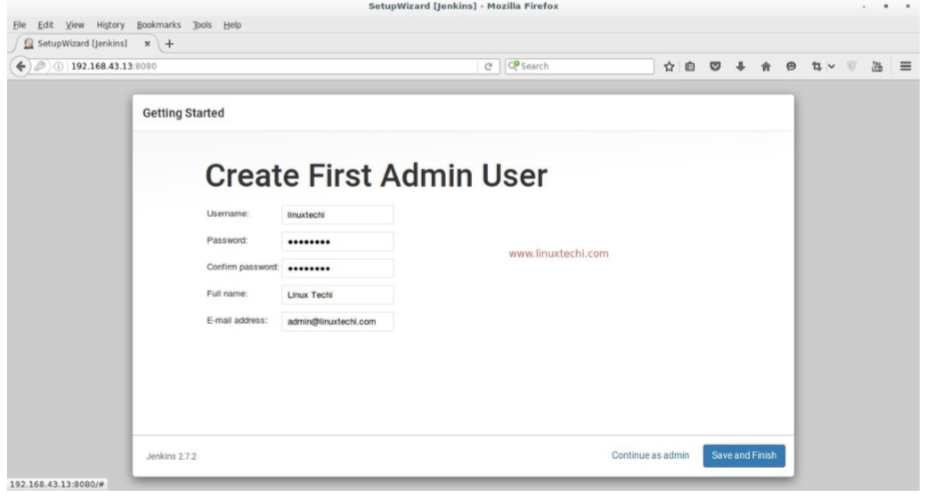 SetupWizard [Jenkins] - Mozilla Firefox
File Edit View History Bookmarks Tools Help
SetupWizard [Jenkins]
192.168.43.13:8080
Search
Getting Started
Create First Admin User
Username: linuxtechi
Password: ••••••••
Confirm password: ••••••••
Full name: Linux Techi
E-mail address: admin@linuxtechi.com
www.linuxtechi.com
Jenkins 2.7.2
Continue as admin
Save and Finish
192.168.43.13:8080/#